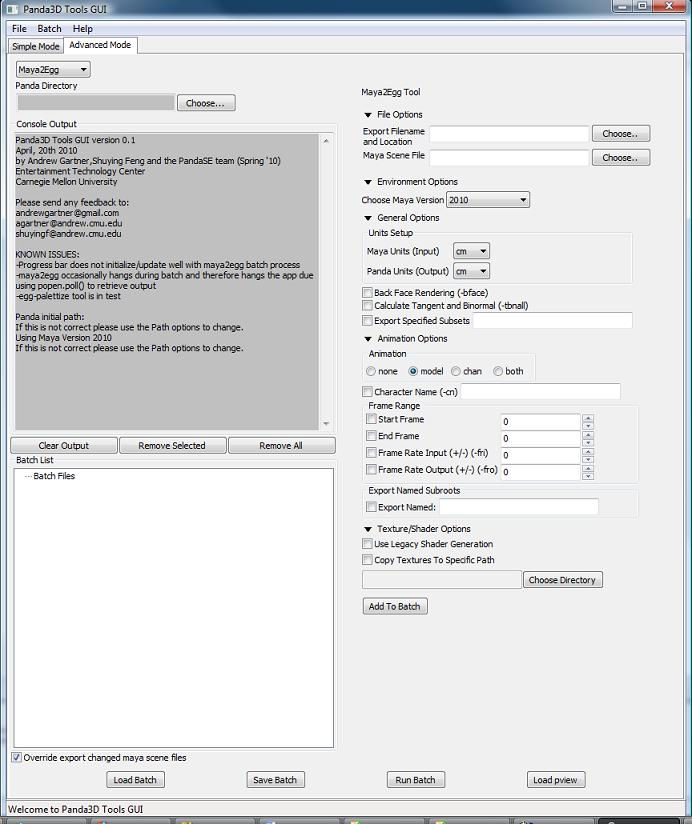 Panda3D Tools GUI
File Batch Help
Simple Mode Advanced Mode
Maya2Egg
Panda Directory
Choose...
Console Output
Panda3D Tools GUI version 0.1
April, 20th 2010
by Andrew Gartner,Shuying Feng and the PandaSE team (Spring '10)
Entertainment Technology Center
Carnegie Mellon University
Please send any feedback to:
andrewgartner@gmail.com
agartner@andrew.cmu.edu
shuyingf@andrew.cmu.edu
KNOWN ISSUES:
-Progress bar does not initialize/update well with maya2egg batch process
-maya2egg occasionally hangs during batch and therefore hangs the app due
using popen.poll() to retrieve output
-egg-palettize tool is in test
Panda initial path:
If this is not correct please use the Path options to change.
Using Maya Version 2010
If this is not correct please use the Path options to change.
Clear Output Remove Selected Remove All
Batch List
Batch Files
Override export changed maya scene files
Maya2Egg Tool
File Options
Export Filename
and Location
Choose..
Maya Scene File
Choose..
Environment Options
Choose Maya Version 2010
General Options
Units Setup
Maya Units (Input) cm
Panda Units (Output) cm
Back Face Rendering (-bface)
Calculate Tangent and Binormal (-tbnall)
Export Specified Subsets
Animation Options
Animation
none model chan both
Character Name (-cn)
Frame Range
Start Frame 0
End Frame 0
Frame Rate Input (+/-) (-fri) 0
Frame Rate Output (+/-) (-fro) 0
Export Named Subroots
Export Named:
Texture/Shader Options
Use Legacy Shader Generation
Copy Textures To Specific Path
Choose Directory
Add To Batch
Load Batch Save Batch Run Batch Load pview
Welcome to Panda3D Tools GUI